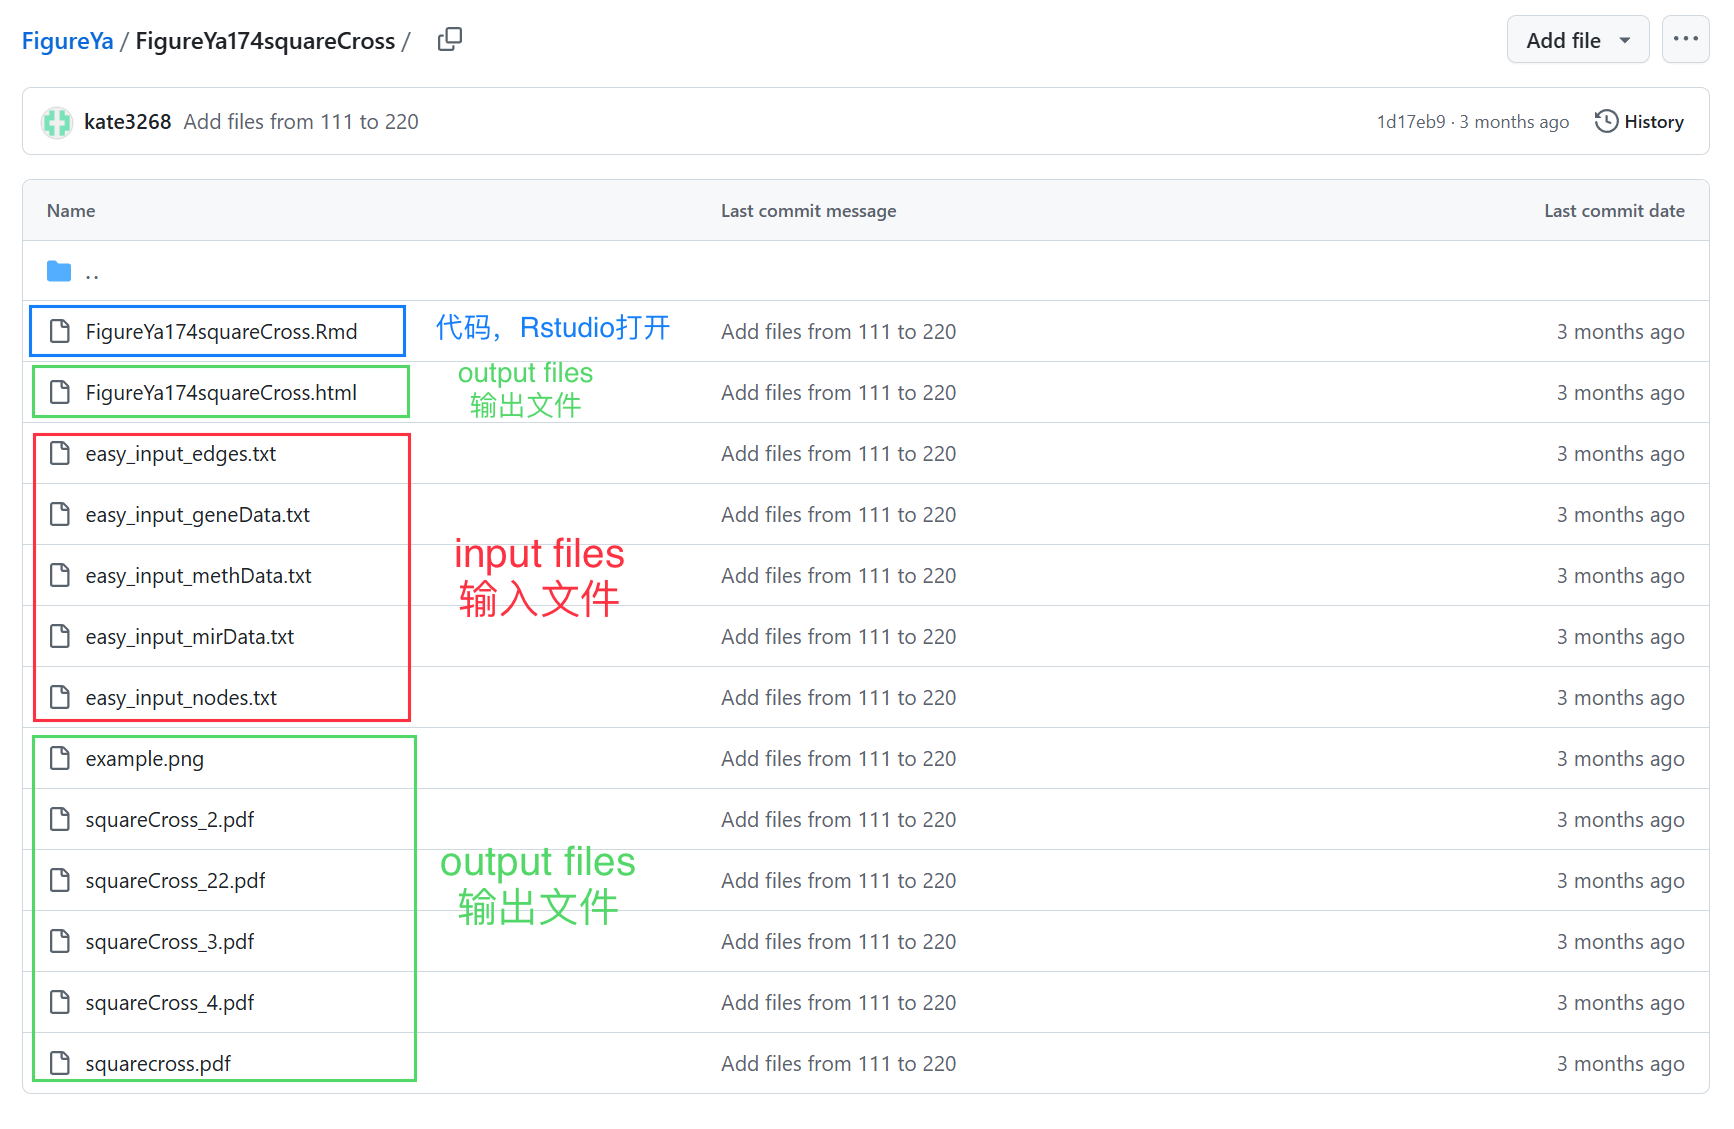 FigureYa / FigureYa174squareCross /
Add file
kate3268 Add files from 111 to 220
1d17eb9 · 3 months ago
History
Name Last commit message Last commit date
..
FigureYa174squareCross.Rmd 代码，Rstudio打开 Add files from 111 to 220 3 months ago
output files
FigureYa174squareCross.html Add files from 111 to 220 3 months ago
输出文件
easy_input_edges.txt Add files from 111 to 220 3 months ago
easy_input_geneData.txt Add files from 111 to 220 3 months ago
input files
easy_input_methData.txt Add files from 111 to 220 3 months ago
输入文件
easy_input_mirData.txt Add files from 111 to 220 3 months ago
easy_input_nodes.txt Add files from 111 to 220 3 months ago
example.png Add files from 111 to 220 3 months ago
squareCross_2.pdf Add files from 111 to 220 3 months ago
output files
squareCross_22.pdf Add files from 111 to 220 3 months ago
输出文件
squareCross_3.pdf Add files from 111 to 220 3 months ago
squareCross_4.pdf Add files from 111 to 220 3 months ago
squarecross.pdf Add files from 111 to 220 3 months ago